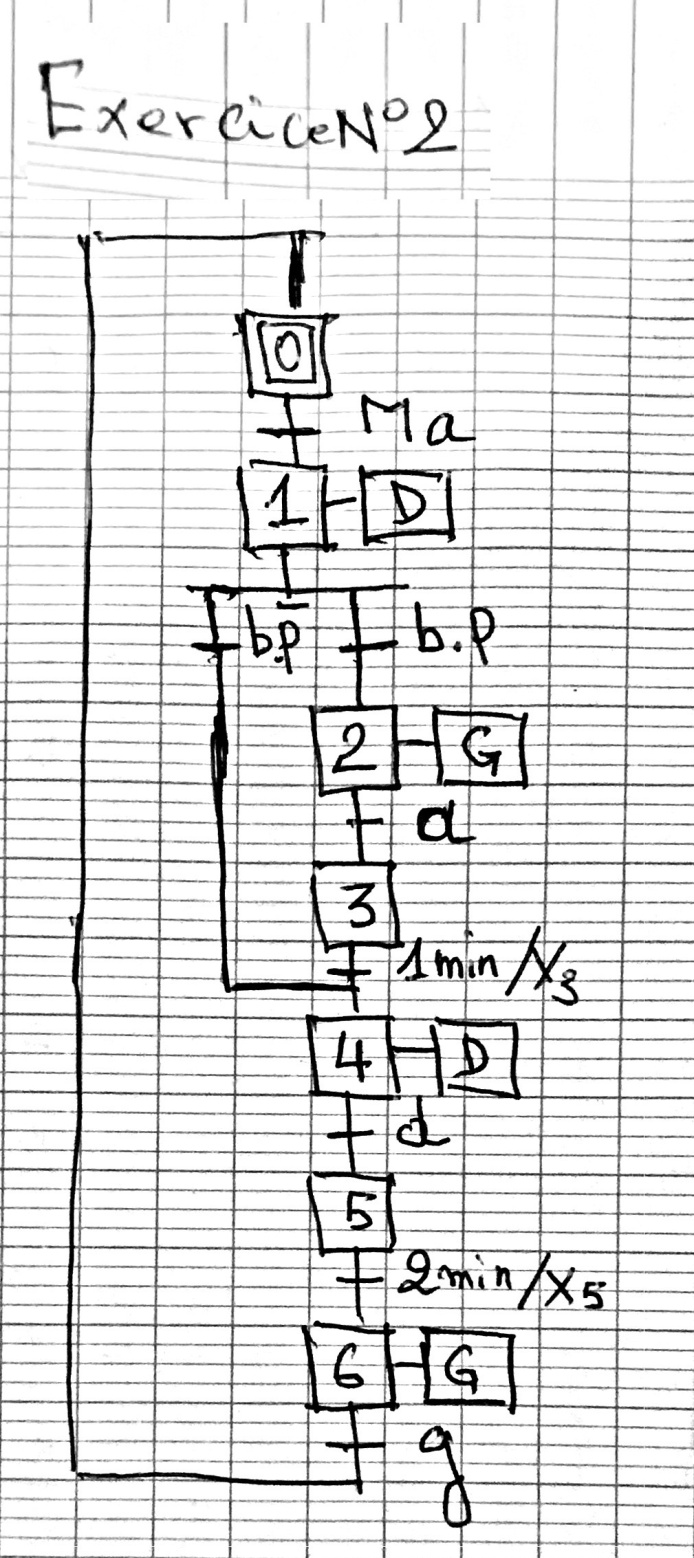 Exercice N°2
0
Ma
1 D
b.p̄ b.p
2 G
a
3
1min/X₃
4 D
d
5
2min/X₅
6 G
g